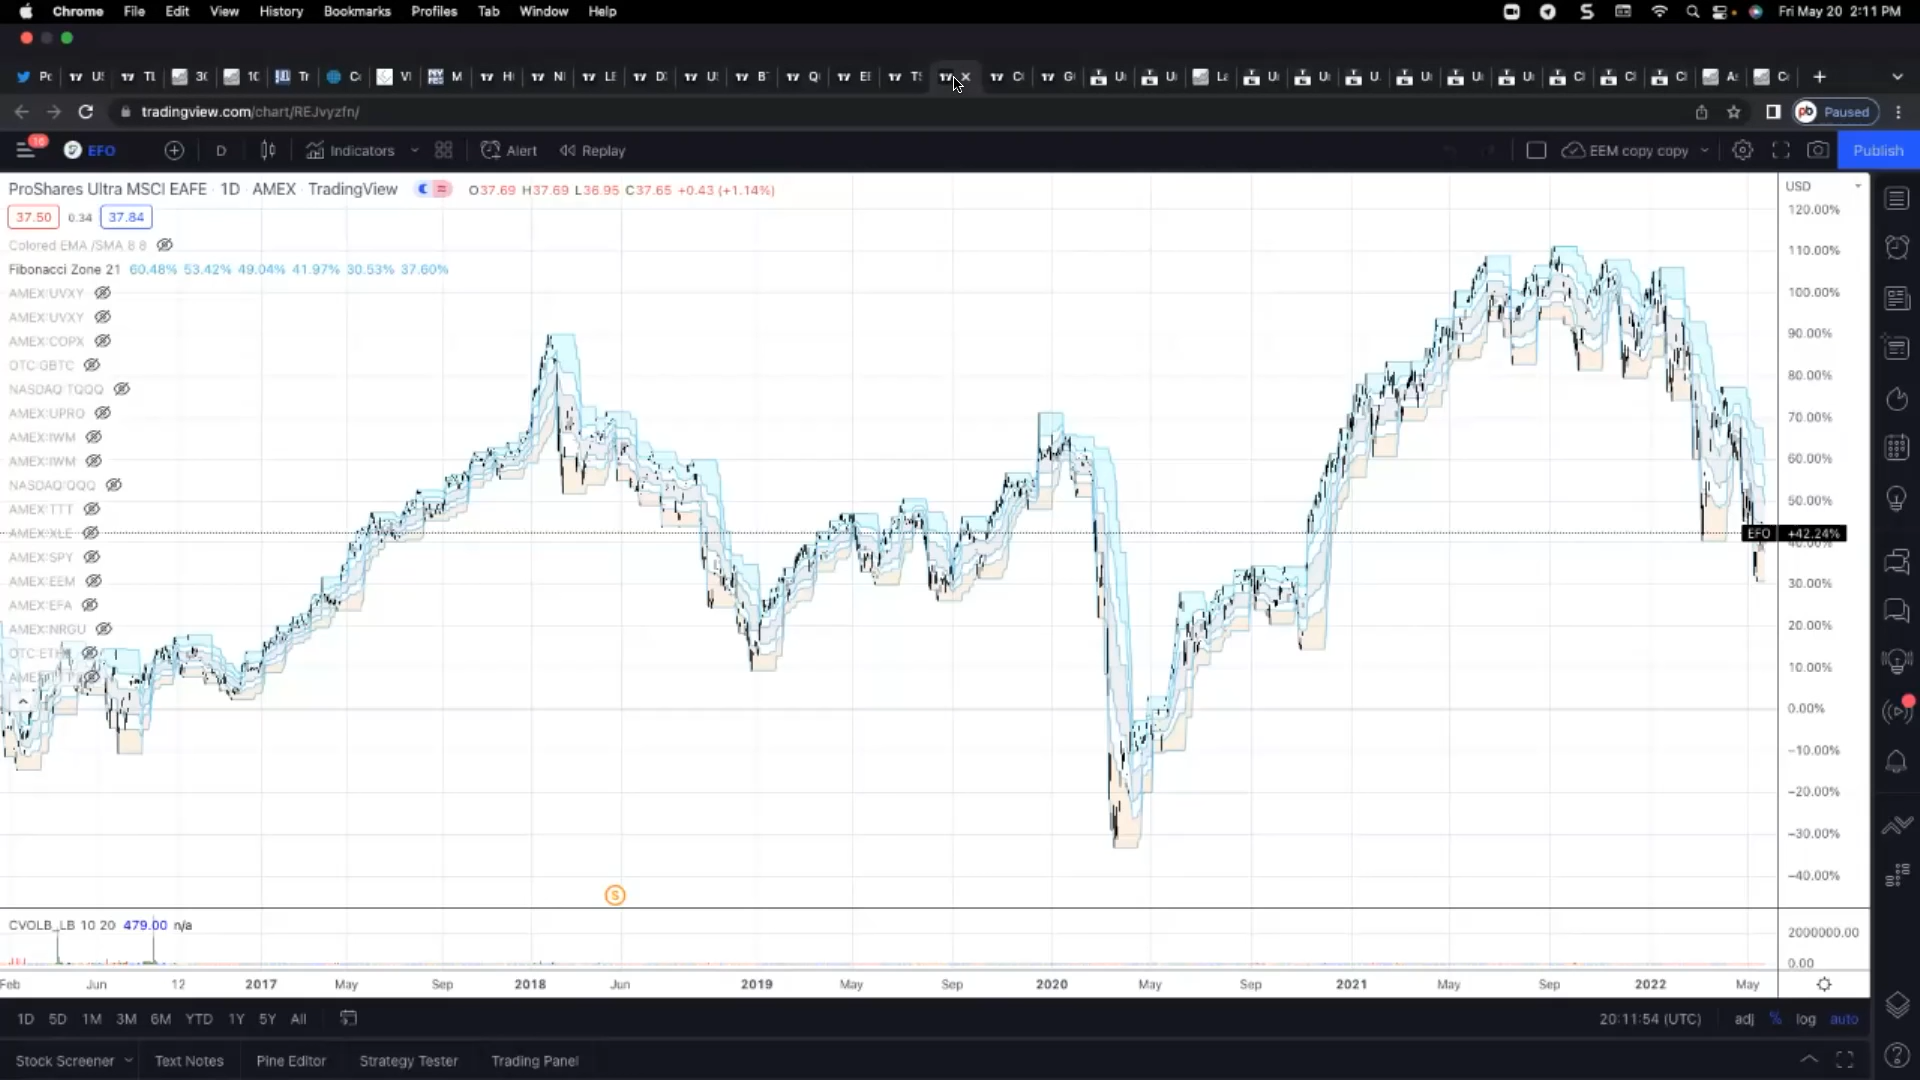 Chrome File Edit View History Bookmarks Profiles Tab Window Help Fri May 20 2:11 PM
tradingview.com/chart/REJvyzfn/ Paused
10 EFO D Indicators Alert Replay EEM copy copy Publish
ProShares Ultra MSCI EAFE · 1D · AMEX · TradingView O37.69 H37.69 L36.95 C37.65 +0.43 (+1.14%)
USD
37.50 0.34 37.84
120.00%
Colored EMA /SMA 8 8
110.00%
Fibonacci Zone 21 60.48% 53.42% 49.04% 41.97% 30.53% 37.60%
AMEX:UVXY
100.00%
AMEX:UVXY
90.00%
AMEX:COPX
OTC:GBTC
80.00%
NASDAQ:TQQQ
AMEX:UPRO
70.00%
AMEX:IWM
AMEX:IWM
60.00%
NASDAQ:QQQ
50.00%
AMEX:TTT
AMEX:XLE
EFO +42.24%
40.00%
AMEX:SPY
AMEX:EEM
30.00%
AMEX:EFA
AMEX:NRGU
20.00%
10.00%
0.00%
-10.00%
-20.00%
-30.00%
-40.00%
S
CVOLB_LB 10 20 479.00 n/a
2000000.00
0.00
Feb Jun 12 2017 May Sep 2018 Jun 2019 May Sep 2020 May Sep 2021 May Sep 2022 May
1D 5D 1M 3M 6M YTD 1Y 5Y All 20:11:54 (UTC) adj % log auto
Stock Screener Text Notes Pine Editor Strategy Tester Trading Panel